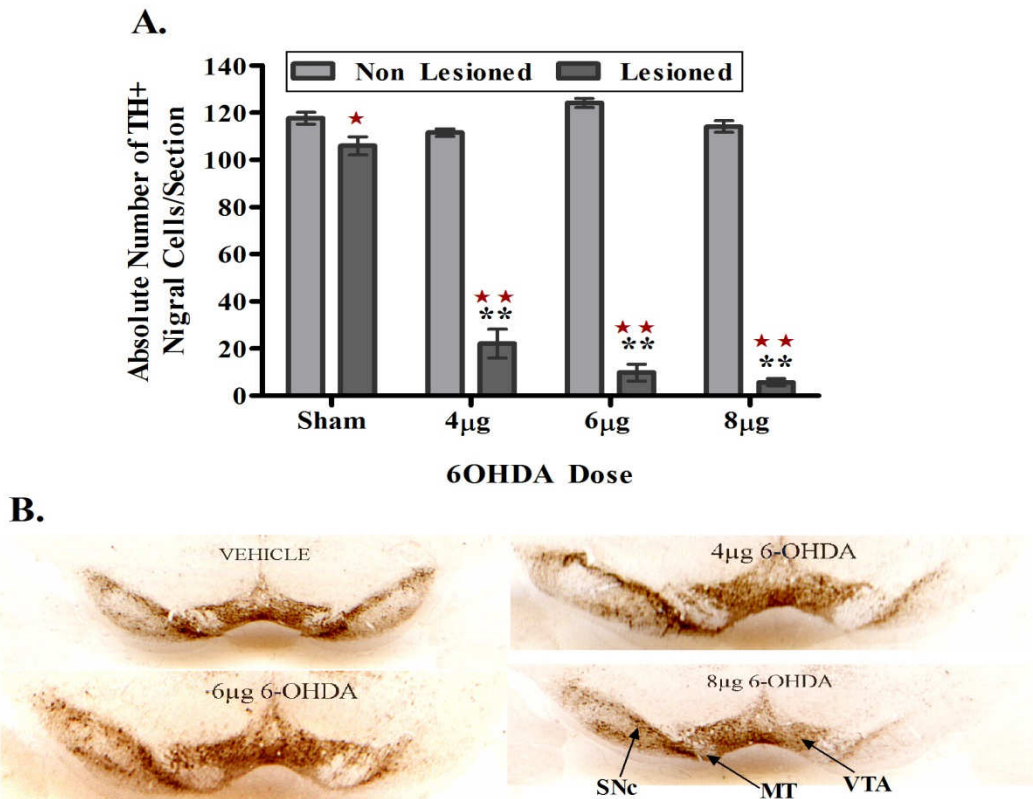 A.
Non Lesioned Lesioned
Absolute Number of TH+
Nigral Cells/Section
140
120
100
80
60
40
20
0
★
★★
**
★★
**
★★
**
Sham 4µg 6µg 8µg
6OHDA Dose
B.
VEHICLE
4µg 6-OHDA
6µg 6-OHDA
8µg 6-OHDA
SNc MT VTA